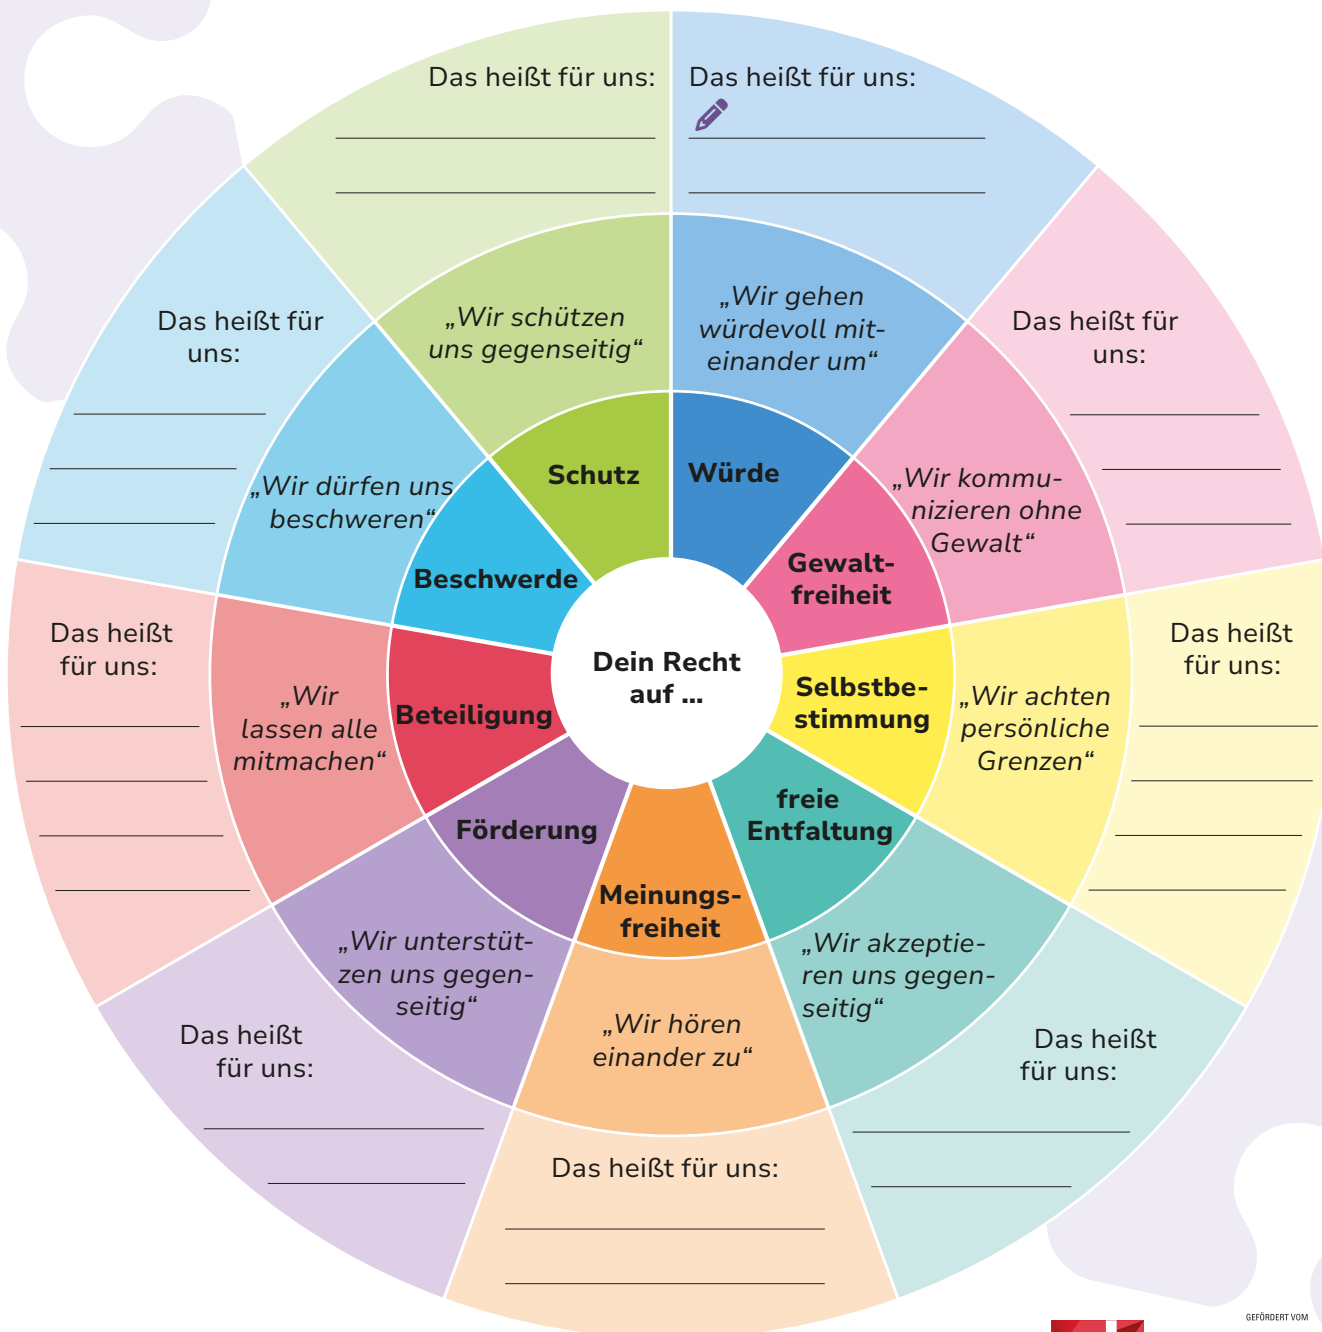 Dein Recht
auf ...
Würde
„Wir gehen
würdevoll mit-
einander um“
Das heißt für uns:
Gewalt-
freiheit
„Wir kommu-
nizieren ohne
Gewalt“
Das heißt für
uns:
Selbstbe-
stimmung
„Wir achten
persönliche
Grenzen“
Das heißt
für uns:
freie
Entfaltung
„Wir akzeptie-
ren uns gegen-
seitig“
Das heißt
für uns:
Meinungs-
freiheit
„Wir hören
einander zu“
Das heißt für uns:
Förderung
„Wir unterstüt-
zen uns gegen-
seitig“
Das heißt
für uns:
Beteiligung
„Wir
lassen alle
mitmachen“
Das heißt
für uns:
Beschwerde
„Wir dürfen uns
beschweren“
Das heißt für
uns:
Schutz
„Wir schützen
uns gegenseitig“
Das heißt für uns:
GEFÖRDERT VOM